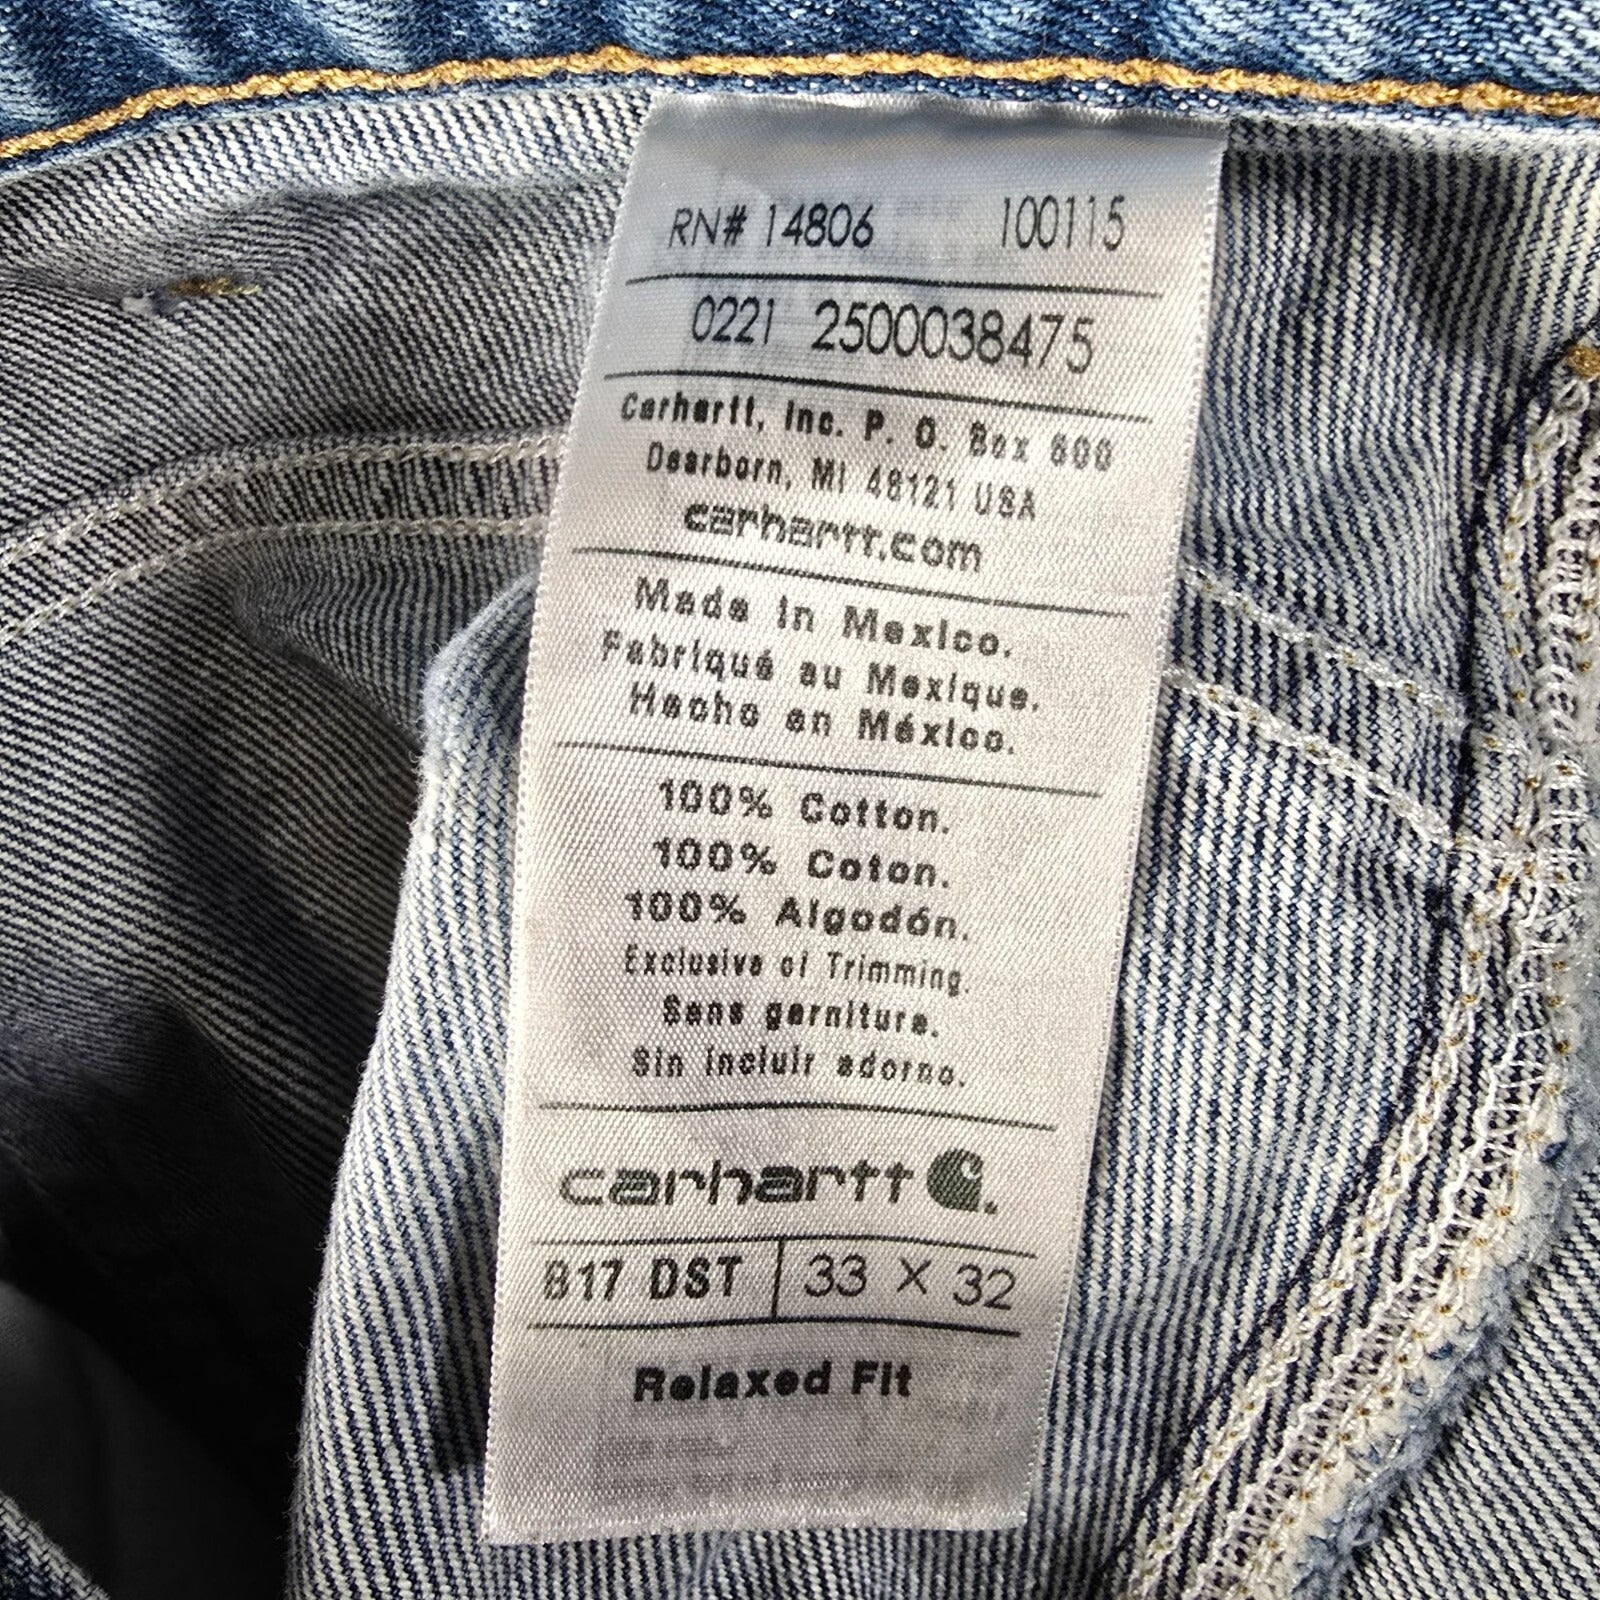 RN# 14806 100115
0221 2500038475
Carhartt, Inc. P. O. Box 600
Dearborn, MI 48121 USA
carhartt.com
Made in Mexico.
Fabriqué au Mexique.
Hecho en México.
100% Cotton.
100% Coton.
100% Algodón.
Exclusive of Trimming.
Sans garniture.
Sin incluir adorno.
carhartt
B17 DST 33 X 32
Relaxed Fit